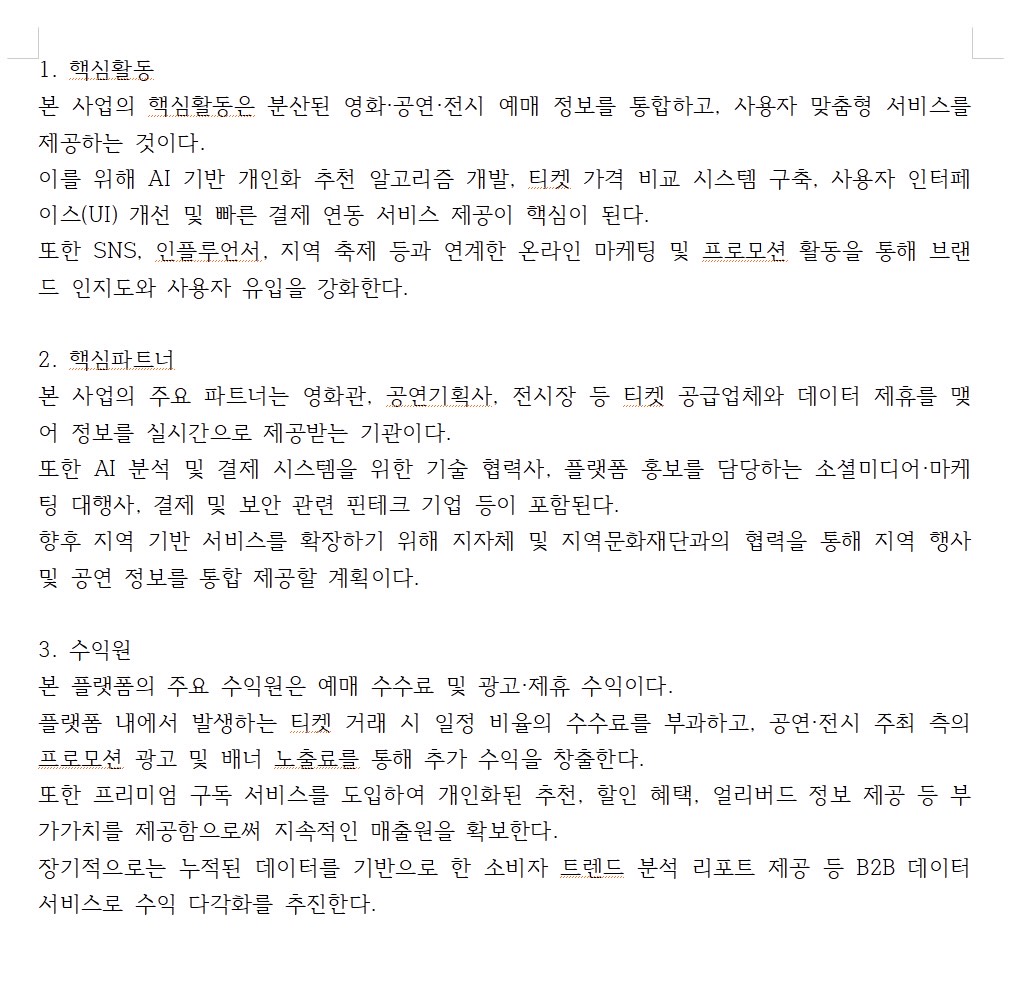 1. 핵심활동
본 사업의 핵심활동은 분산된 영화·공연·전시 예매 정보를 통합하고, 사용자 맞춤형 서비스를
제공하는 것이다.
이를 위해 AI 기반 개인화 추천 알고리즘 개발, 티켓 가격 비교 시스템 구축, 사용자 인터페
이스(UI) 개선 및 빠른 결제 연동 서비스 제공이 핵심이 된다.
또한 SNS, 인플루언서, 지역 축제 등과 연계한 온라인 마케팅 및 프로모션 활동을 통해 브랜
드 인지도와 사용자 유입을 강화한다.
2. 핵심파트너
본 사업의 주요 파트너는 영화관, 공연기획사, 전시장 등 티켓 공급업체와 데이터 제휴를 맺
어 정보를 실시간으로 제공받는 기관이다.
또한 AI 분석 및 결제 시스템을 위한 기술 협력사, 플랫폼 홍보를 담당하는 소셜미디어·마케
팅 대행사, 결제 및 보안 관련 핀테크 기업 등이 포함된다.
향후 지역 기반 서비스를 확장하기 위해 지자체 및 지역문화재단과의 협력을 통해 지역 행사
및 공연 정보를 통합 제공할 계획이다.
3. 수익원
본 플랫폼의 주요 수익원은 예매 수수료 및 광고·제휴 수익이다.
플랫폼 내에서 발생하는 티켓 거래 시 일정 비율의 수수료를 부과하고, 공연·전시 주최 측의
프로모션 광고 및 배너 노출료를 통해 추가 수익을 창출한다.
또한 프리미엄 구독 서비스를 도입하여 개인화된 추천, 할인 혜택, 얼리버드 정보 제공 등 부
가가치를 제공함으로써 지속적인 매출원을 확보한다.
장기적으로는 누적된 데이터를 기반으로 한 소비자 트렌드 분석 리포트 제공 등 B2B 데이터
서비스로 수익 다각화를 추진한다.